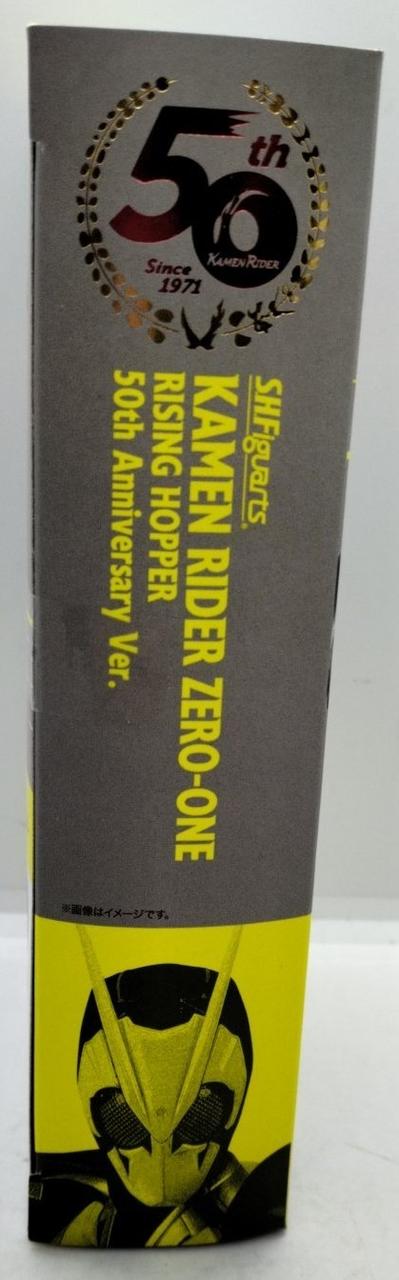 50th
KAMEN RIDER
Since
1971
S.H.Figuarts
KAMEN RIDER ZERO-ONE
RISING HOPPER
50th Anniversary Ver.
※画像はイメージです。